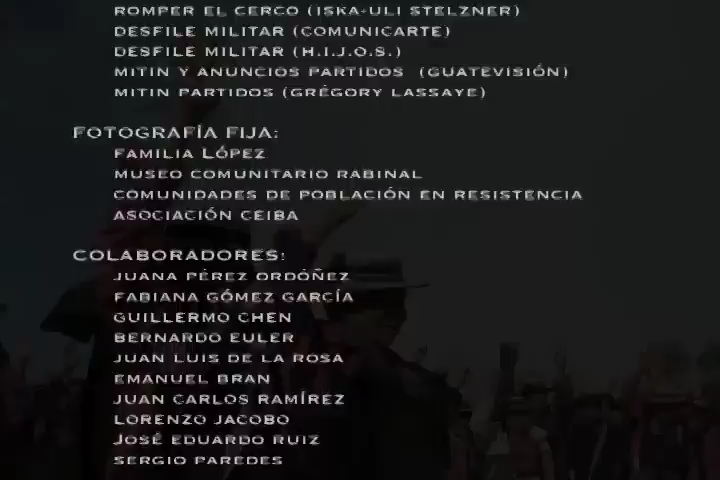 ROMPER EL CERCO (ISKA-ULI STELZNER)
DESFILE MILITAR (COMUNICARTE)
DESFILE MILITAR (H.I.J.O.S.)
MITIN Y ANUNCIOS PARTIDOS (GUATEVISIÓN)
MITIN PARTIDOS (GRÉGORY LASSAYE)
FOTOGRAFÍA FIJA:
FAMILIA LÓPEZ
MUSEO COMUNITARIO RABINAL
COMUNIDADES DE POBLACIÓN EN RESISTENCIA
ASOCIACIÓN CEIBA
COLABORADORES:
JUANA PÉREZ ORDÓÑEZ
FABIANA GÓMEZ GARCÍA
GUILLERMO CHEN
BERNARDO EULER
JUAN LUIS DE LA ROSA
EMANUEL BRAN
JUAN CARLOS RAMÍREZ
LORENZO JACOBO
JOSÉ EDUARDO RUIZ
SERGIO PAREDES